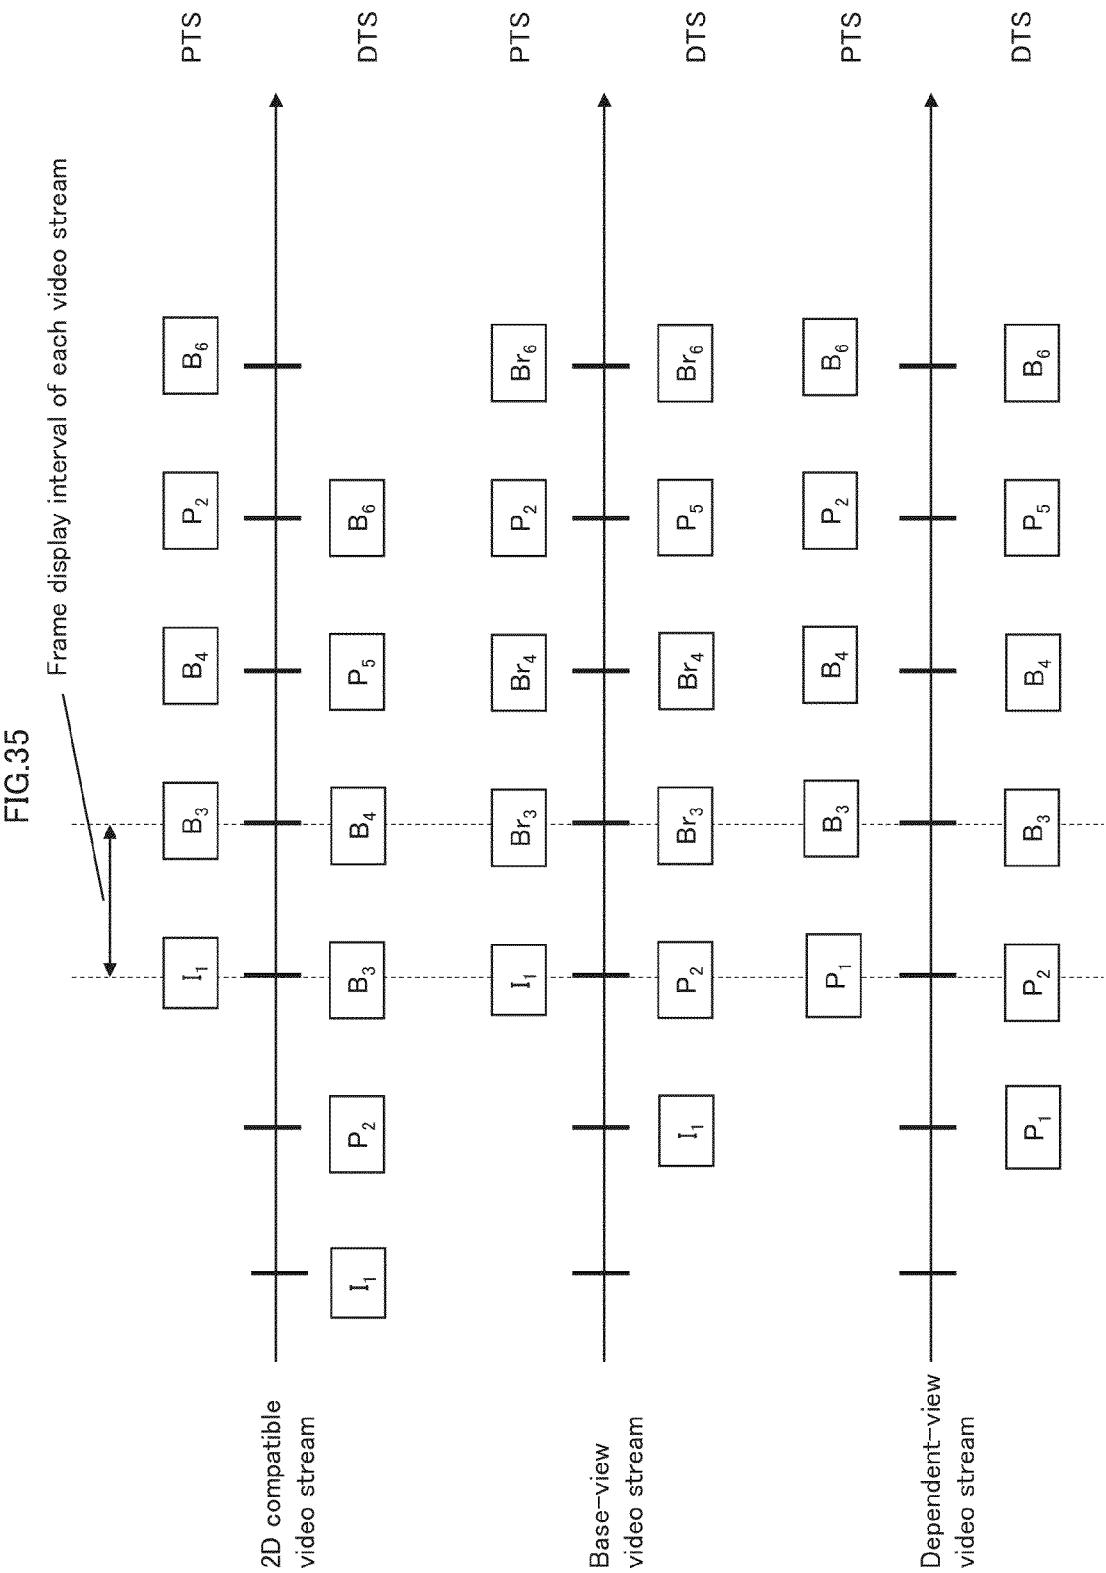 FIG.35
Frame display interval of each video stream
I1 B3 B4 P2 B6 PTS
2D compatible
video stream
I1 P2 B3 B4 P5 B6 DTS
I1 Br3 Br4 P2 Br6 PTS
Base-view
video stream
I1 P2 Br3 Br4 P5 Br6 DTS
P1 B3 B4 P2 B6 PTS
Dependent-view
video stream
P1 P2 B3 B4 P5 B6 DTS